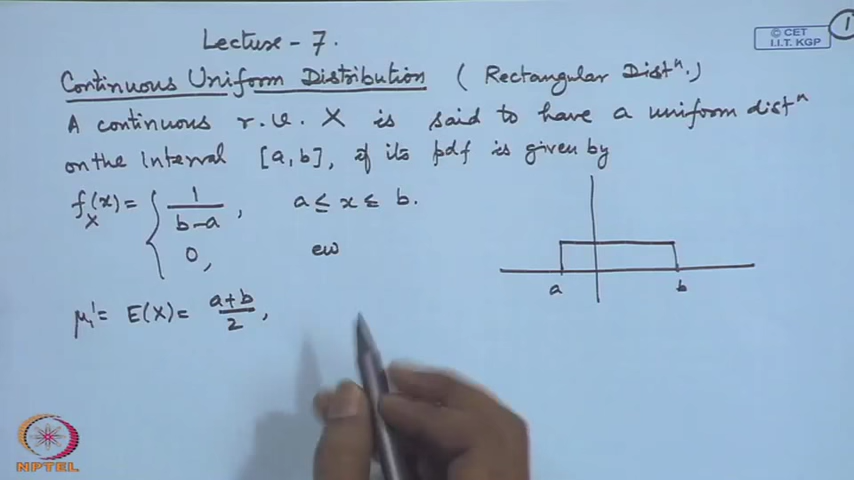 Lecture - 7.
© CET
I.I.T. KGP
1
Continuous Uniform Distribution ( Rectangular Distⁿ.)
A continuous r.v. X is said to have a uniform distⁿ
on the interval [a,b], if its pdf is given by
f_X(x) = { 1/(b-a) , a ≤ x ≤ b.
0, ew
a b
μ₁' = E(X) = (a+b)/2 ,
NPTEL